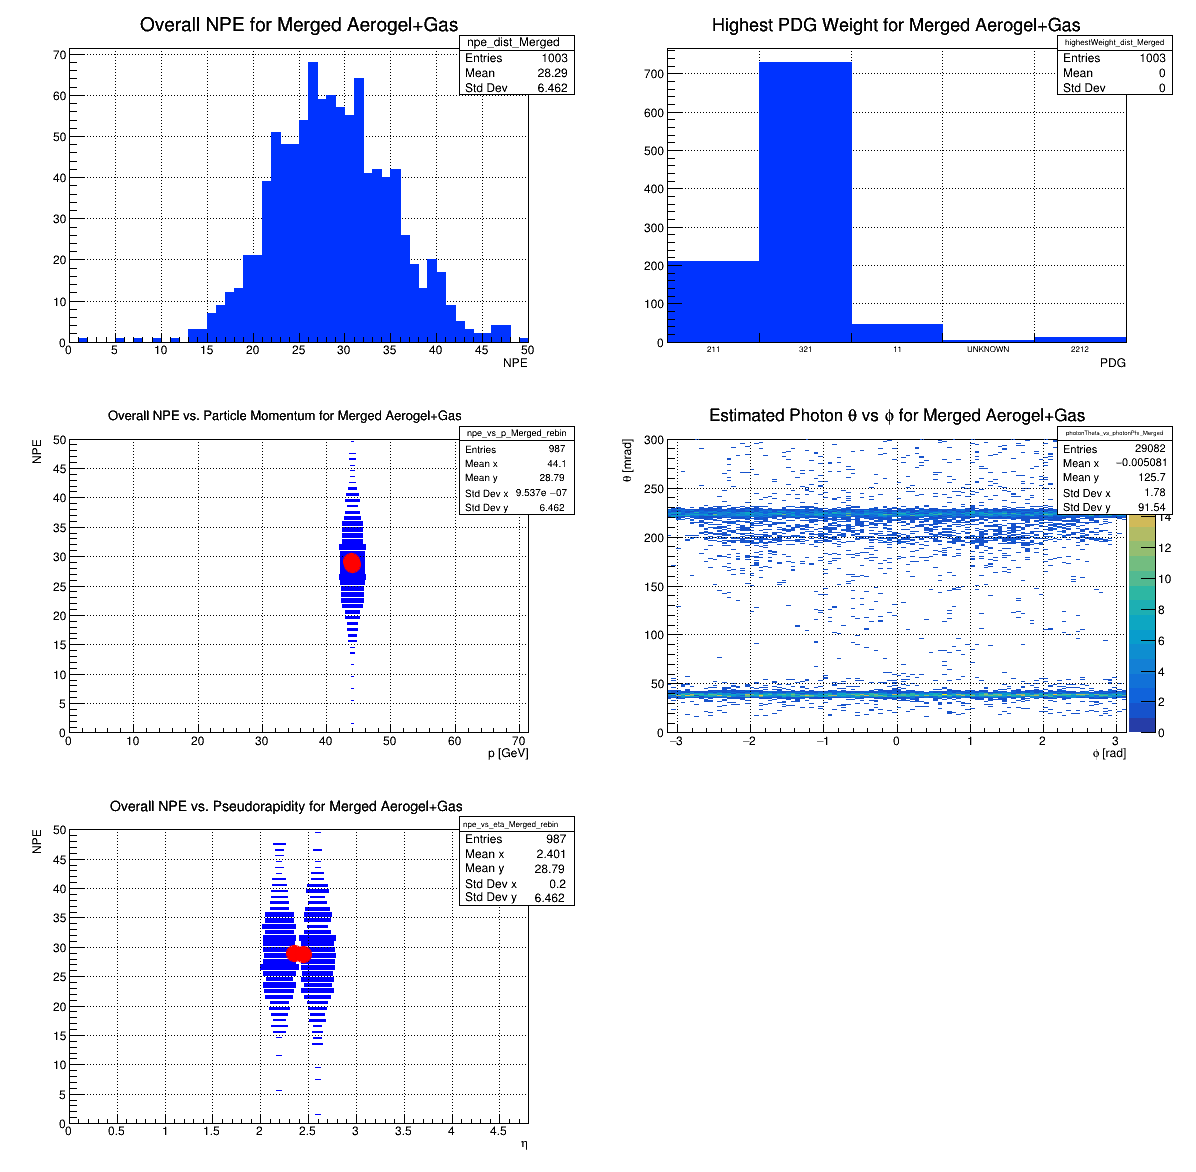 Overall NPE for Merged Aerogel+Gas
npe_dist_Merged
Entries 1003
Mean 28.29
Std Dev 6.462
70
60
50
40
30
20
10
0
0 5 10 15 20 25 30 35 40 45 50
NPE
Highest PDG Weight for Merged Aerogel+Gas
highestWeight_dist_Merged
Entries 1003
Mean 0
Std Dev 0
700
600
500
400
300
200
100
0
211 321 11 UNKNOWN 2212
PDG
Overall NPE vs. Particle Momentum for Merged Aerogel+Gas
npe_vs_p_Merged_rebin
Entries 987
Mean x 44.1
Mean y 28.79
Std Dev x 9.537e −07
Std Dev y 6.462
NPE
50
45
40
35
30
25
20
15
10
5
0
0 10 20 30 40 50 60 70
p [GeV]
Estimated Photon θ vs ϕ for Merged Aerogel+Gas
photonTheta_vs_photonPhi_Merged
Entries 29082
Mean x −0.005081
Mean y 125.7
Std Dev x 1.78
Std Dev y 91.54
θ [mrad]
300
250
200
150
100
50
0
−3 −2 −1 0 1 2 3
ϕ [rad]
14
12
10
8
6
4
2
0
Overall NPE vs. Pseudorapidity for Merged Aerogel+Gas
npe_vs_eta_Merged_rebin
Entries 987
Mean x 2.401
Mean y 28.79
Std Dev x 0.2
Std Dev y 6.462
NPE
50
45
40
35
30
25
20
15
10
5
0
0 0.5 1 1.5 2 2.5 3 3.5 4 4.5
η